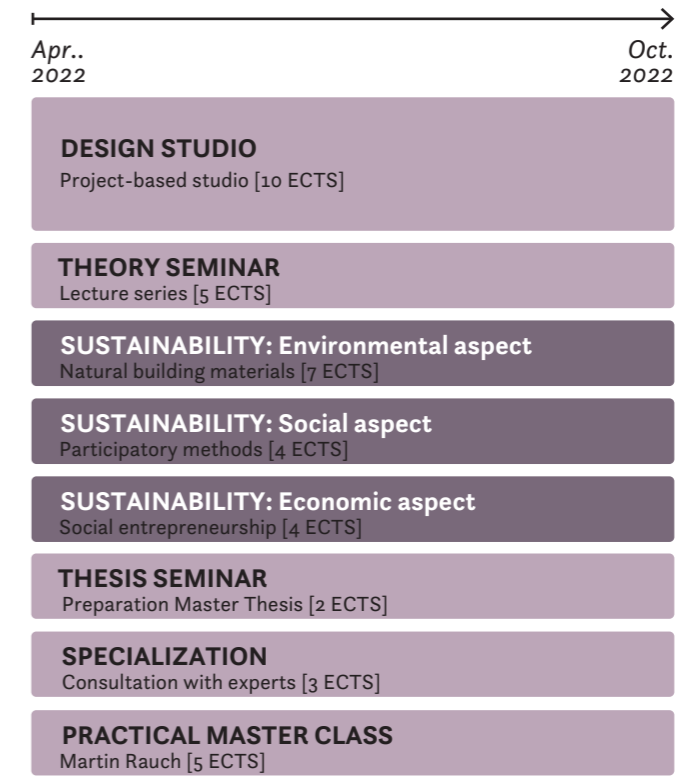 Apr.. Oct.
2022 2022
DESIGN STUDIO
Project-based studio [10 ECTS]
THEORY SEMINAR
Lecture series [5 ECTS]
SUSTAINABILITY: Environmental aspect
Natural building materials [7 ECTS]
SUSTAINABILITY: Social aspect
Participatory methods [4 ECTS]
SUSTAINABILITY: Economic aspect
Social entrepreneurship [4 ECTS]
THESIS SEMINAR
Preparation Master Thesis [2 ECTS]
SPECIALIZATION
Consultation with experts [3 ECTS]
PRACTICAL MASTER CLASS
Martin Rauch [5 ECTS]